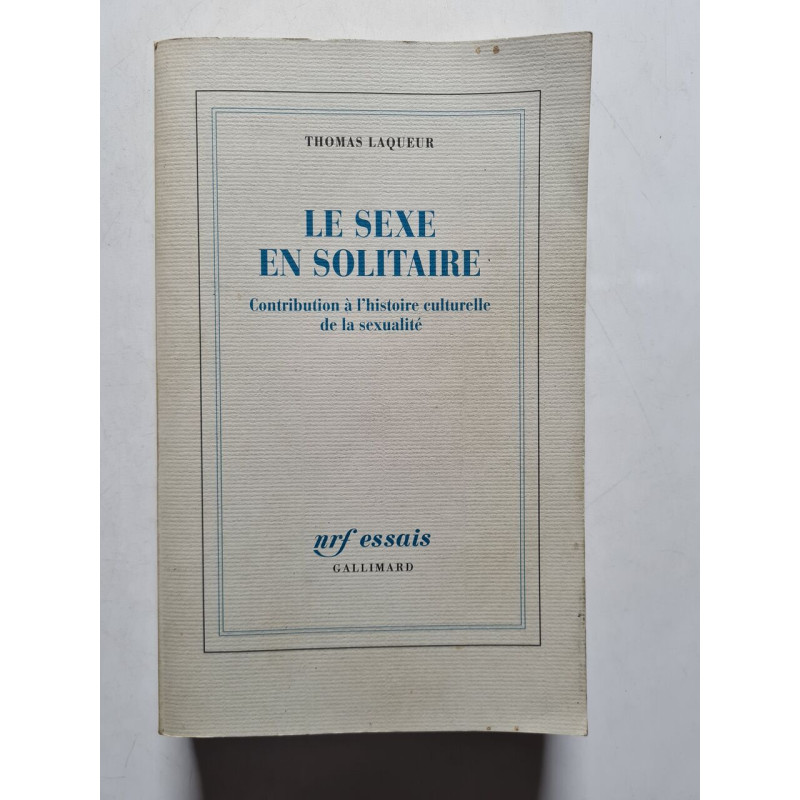 THOMAS LAQUEUR
LE SEXE
EN SOLITAIRE
Contribution à l'histoire culturelle
de la sexualité
nrf essais
GALLIMARD